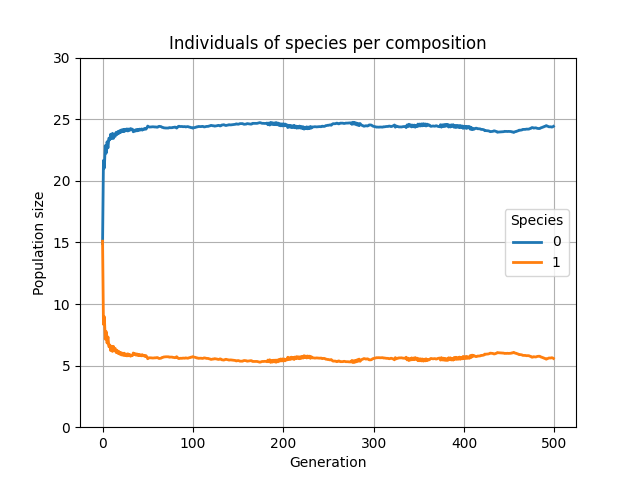 Individuals of species per composition
30
25
20
15
10
5
0
Population size
Species
0
1
0 100 200 300 400 500
Generation